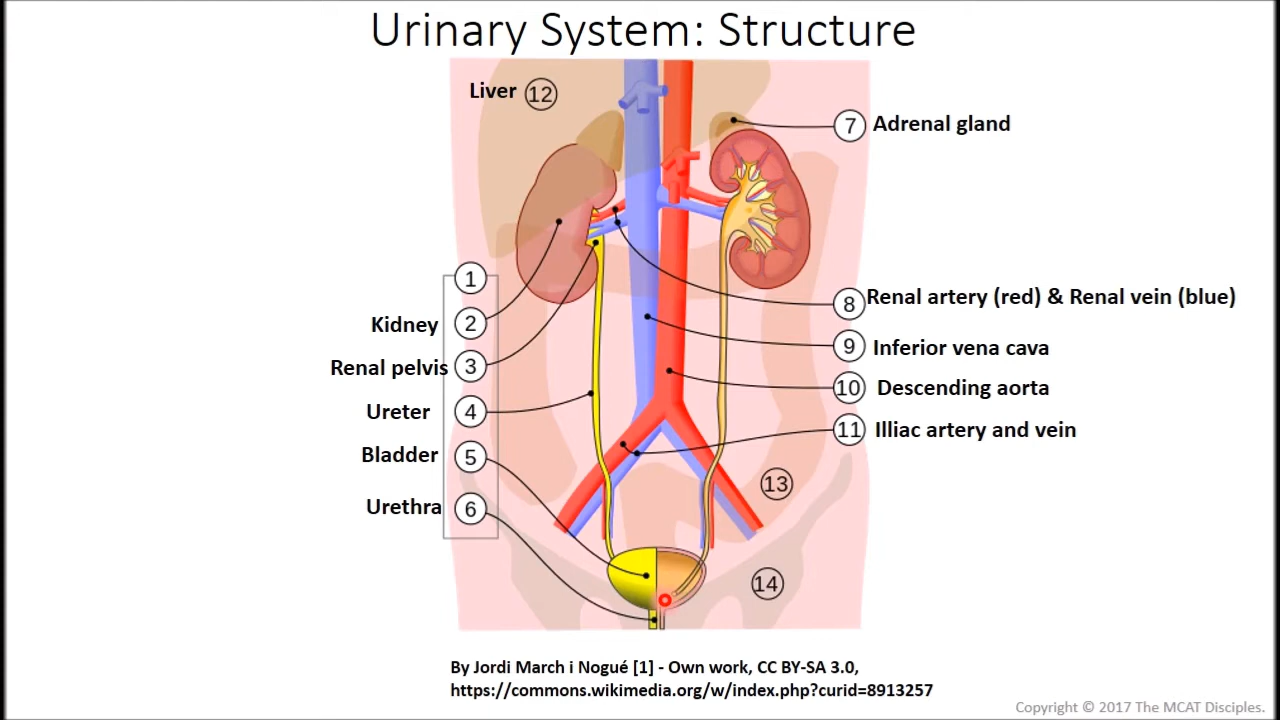 Urinary System: Structure
Liver 12
7 Adrenal gland
1
Kidney 2
Renal pelvis 3
Ureter 4
Bladder 5
Urethra 6
8 Renal artery (red) & Renal vein (blue)
9 Inferior vena cava
10 Descending aorta
11 Illiac artery and vein
13
14
By Jordi March i Nogué [1] - Own work, CC BY-SA 3.0,
https://commons.wikimedia.org/w/index.php?curid=8913257
Copyright © 2017 The MCAT Disciples.